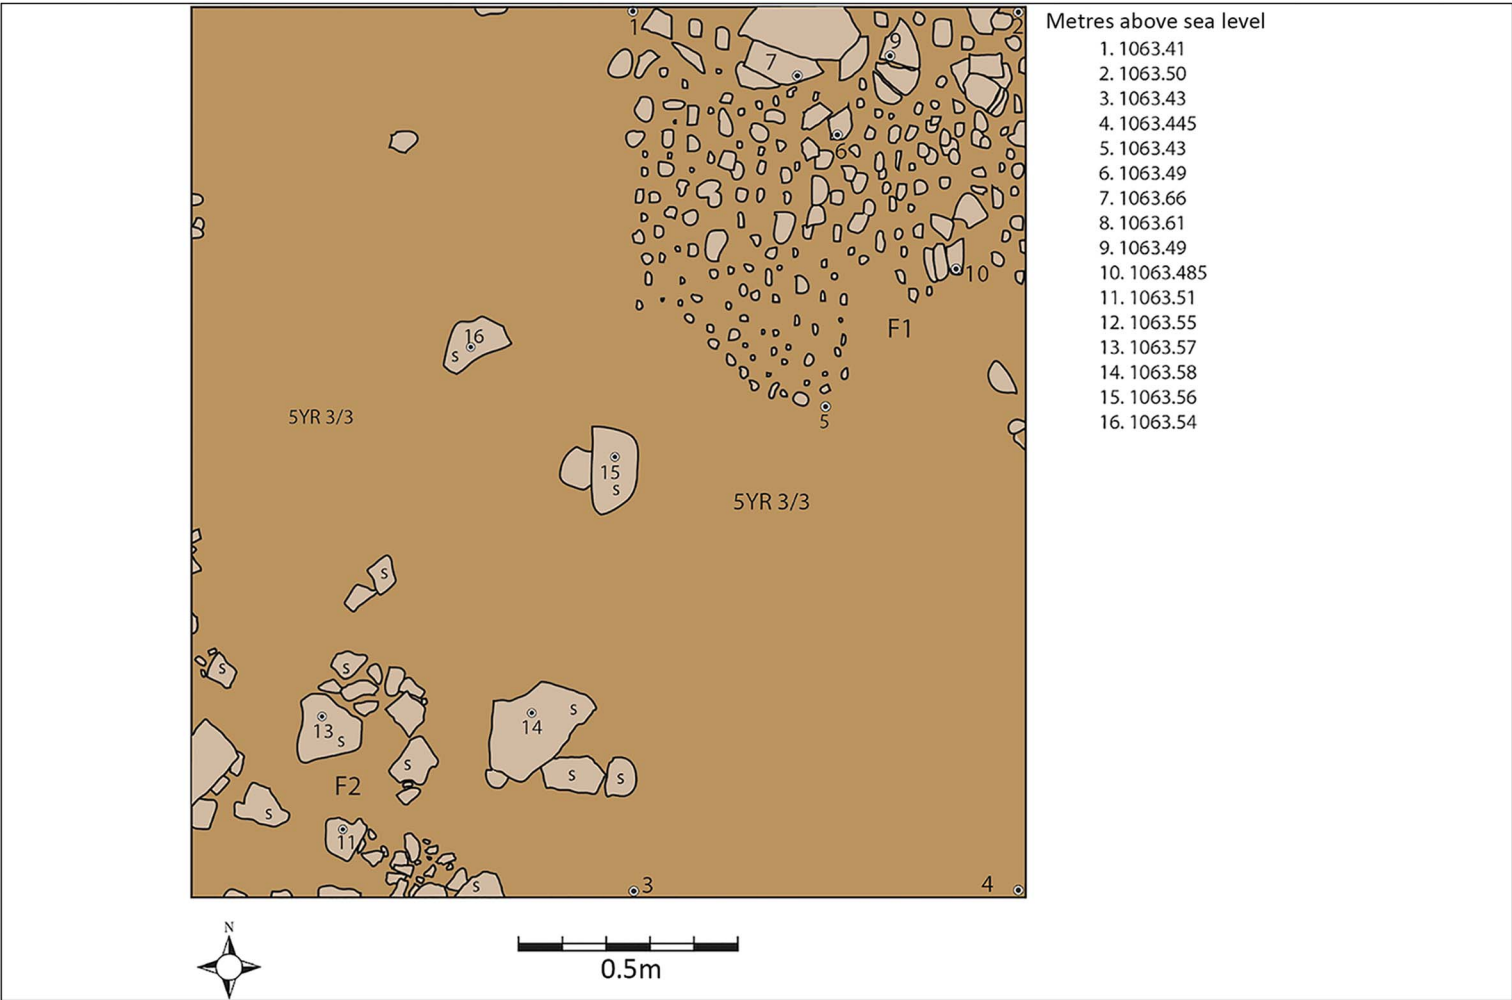 Metres above sea level
1. 1063.41
2. 1063.50
3. 1063.43
4. 1063.445
5. 1063.43
6. 1063.49
7. 1063.66
8. 1063.61
9. 1063.49
10. 1063.485
11. 1063.51
12. 1063.55
13. 1063.57
14. 1063.58
15. 1063.56
16. 1063.54
1
2
7
9
6
10
F1
16
S
5
5YR 3/3
15
S
5YR 3/3
S
S
S
13
S
14
S
S
S
S
F2
S
11
S
3
4
N
0.5m